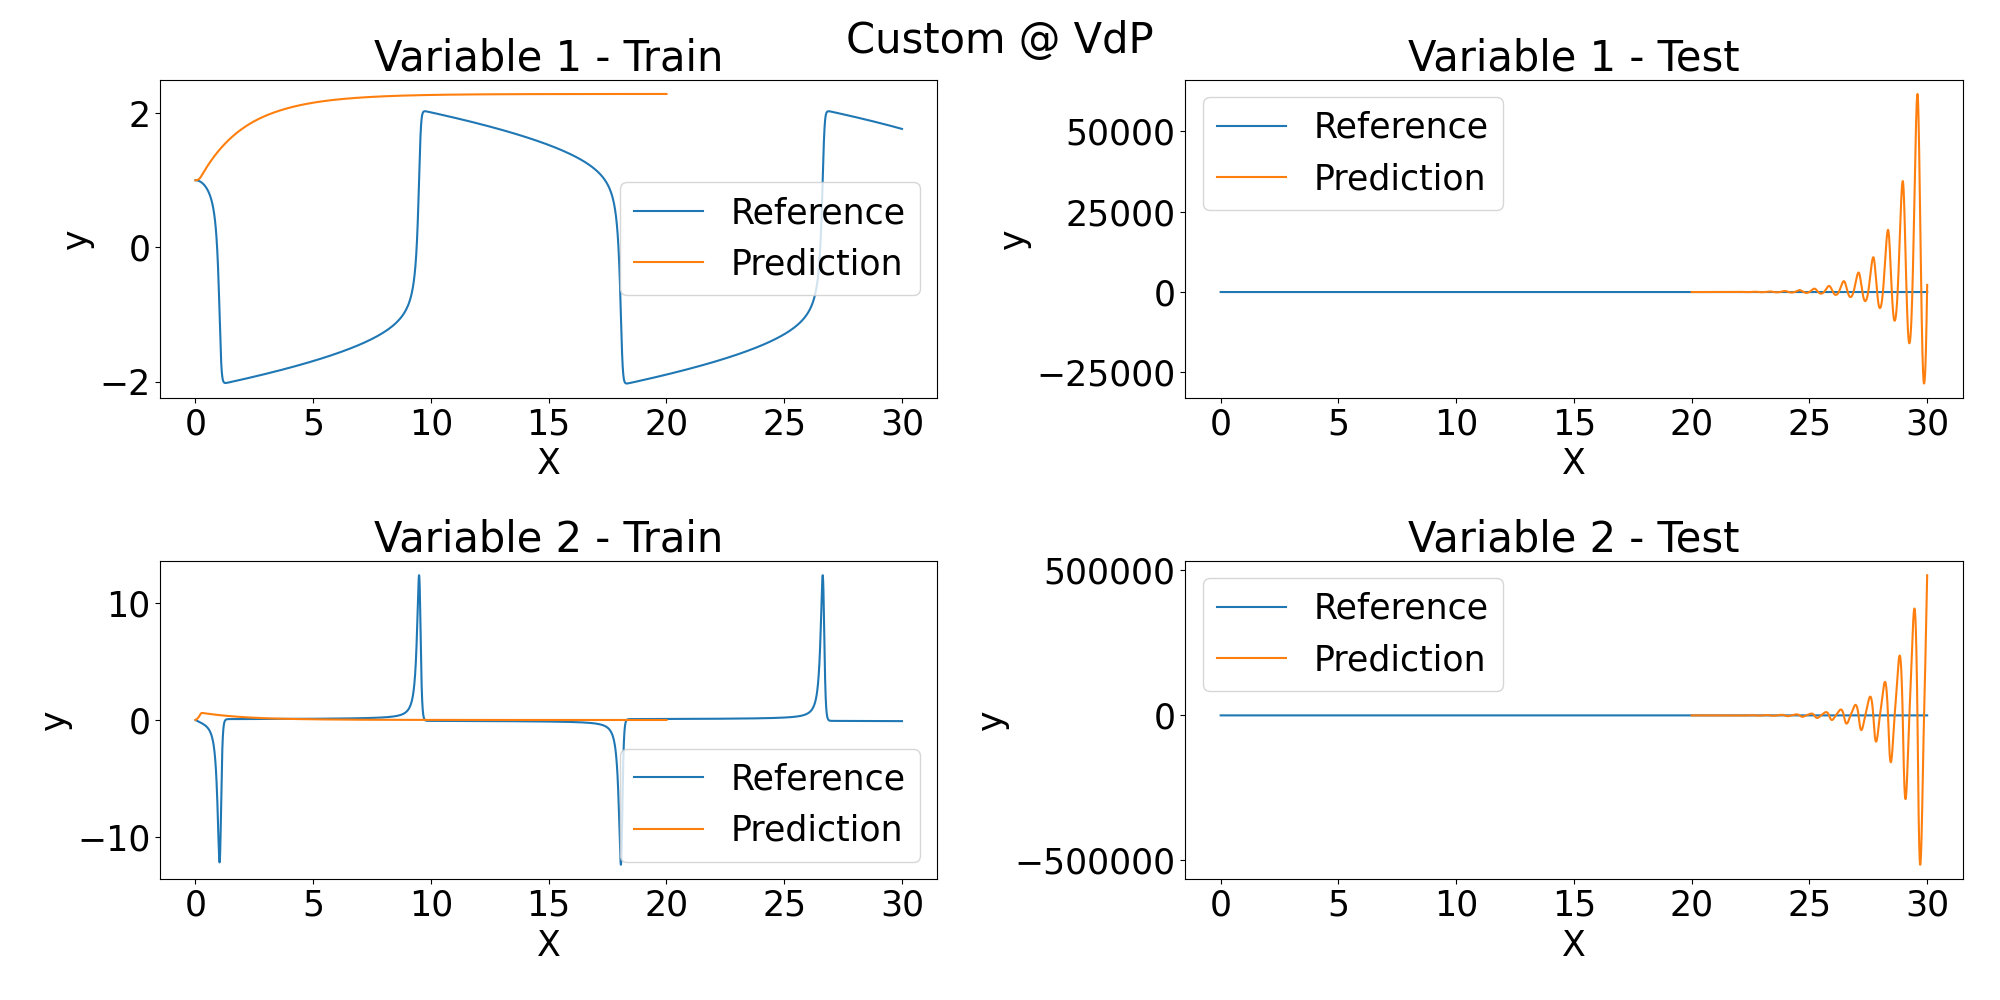 Custom @ VdP
Variable 1 - Train
2
0
−2
y
0 5 10 15 20 25 30
X
Reference
Prediction
Variable 1 - Test
50000
25000
0
−25000
y
0 5 10 15 20 25 30
X
Reference
Prediction
Variable 2 - Train
10
0
−10
y
0 5 10 15 20 25 30
X
Reference
Prediction
Variable 2 - Test
500000
0
−500000
y
0 5 10 15 20 25 30
X
Reference
Prediction